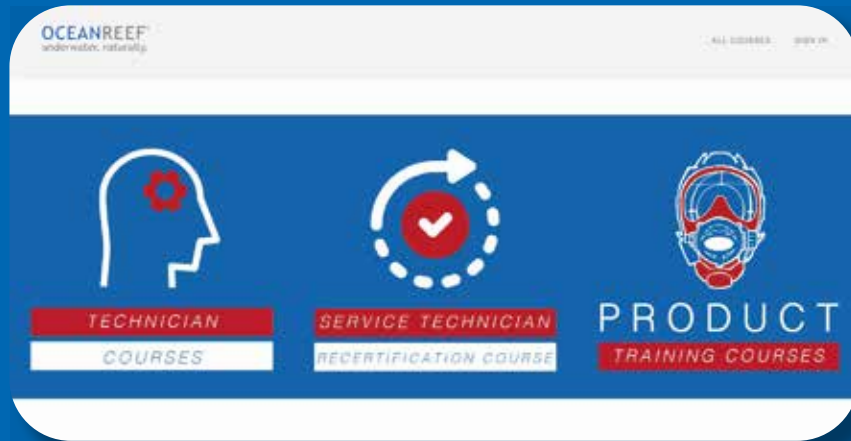 OCEANREEF
underwater. naturally.
ALL COURSES SIGN IN
TECHNICIAN
COURSES
SERVICE TECHNICIAN
RECERTIFICATION COURSE
PRODUCT
TRAINING COURSES